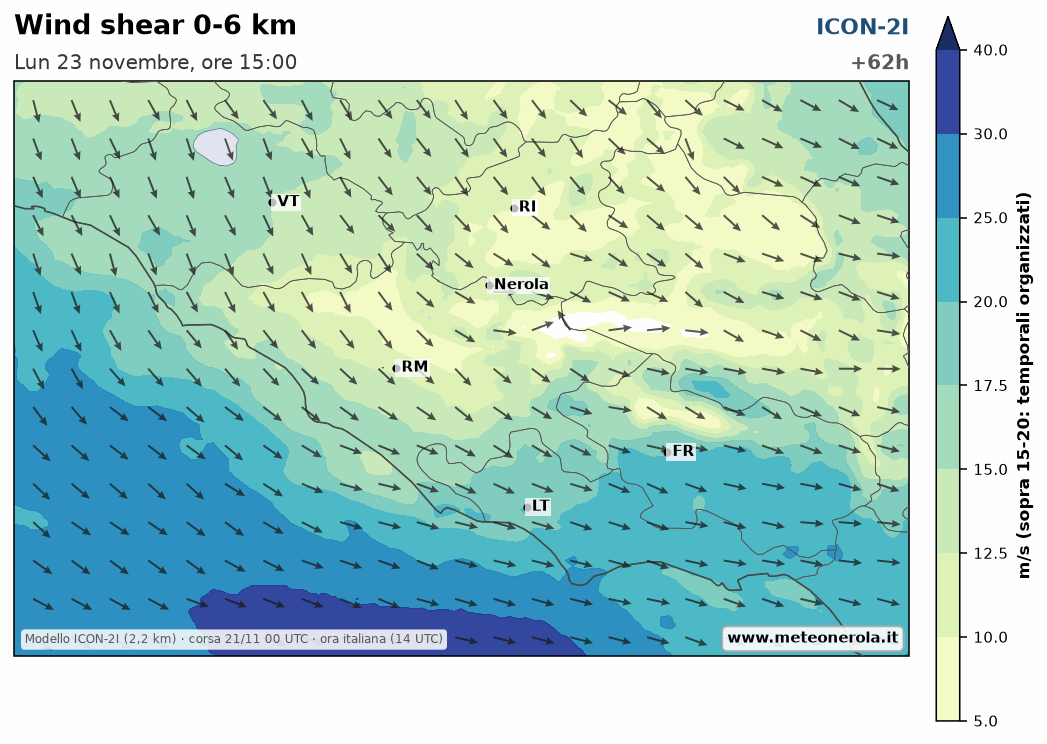 Wind shear 0-6 km
ICON-2I
Lun 23 novembre, ore 15:00
+62h
40.0
30.0
25.0
20.0
17.5
15.0
12.5
10.0
5.0
m/s (sopra 15-20: temporali organizzati)
VT
RI
Nerola
RM
FR
LT
Modello ICON-2I (2,2 km) · corsa 21/11 00 UTC · ora italiana (14 UTC)
www.meteonerola.it